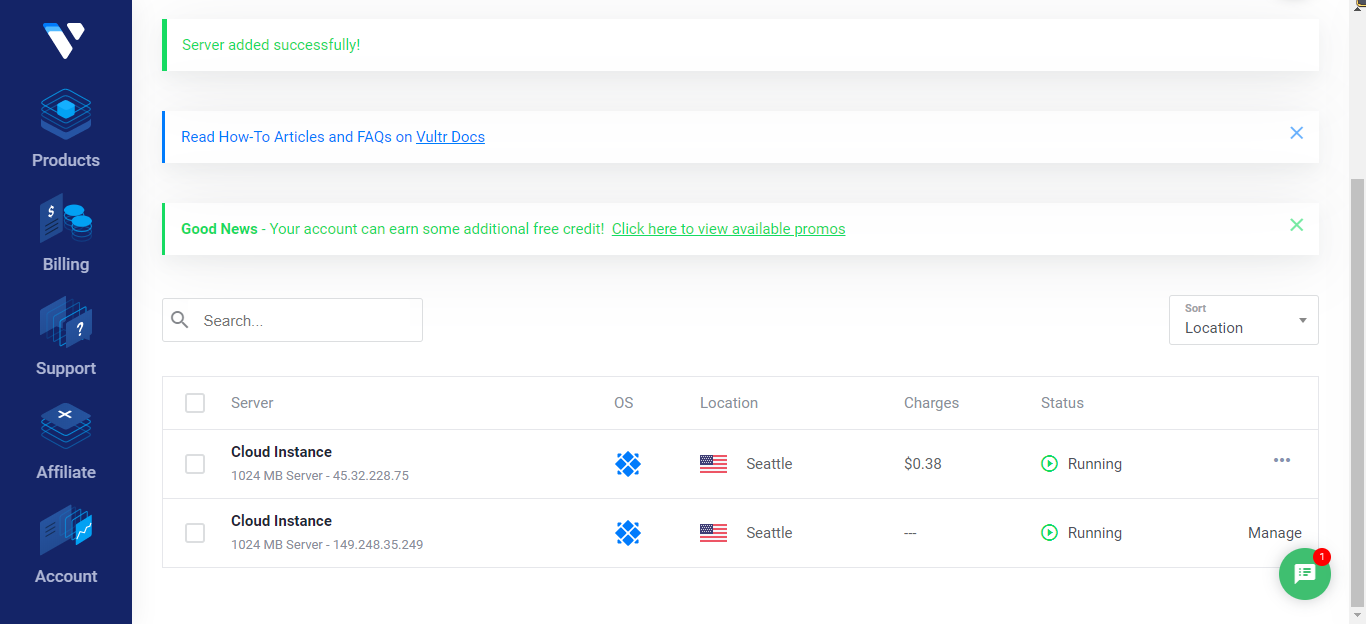 Server added successfully!
Read How-To Articles and FAQs on Vultr Docs
Good News - Your account can earn some additional free credit! Click here to view available promos
Products
$
Billing
?
Support
Affiliate
Account
Search...
Sort
Location
Server OS Location Charges Status
Cloud Instance
1024 MB Server - 45.32.228.75
Seattle $0.38 Running
Cloud Instance
1024 MB Server - 149.248.35.249
Seattle --- Running Manage
1